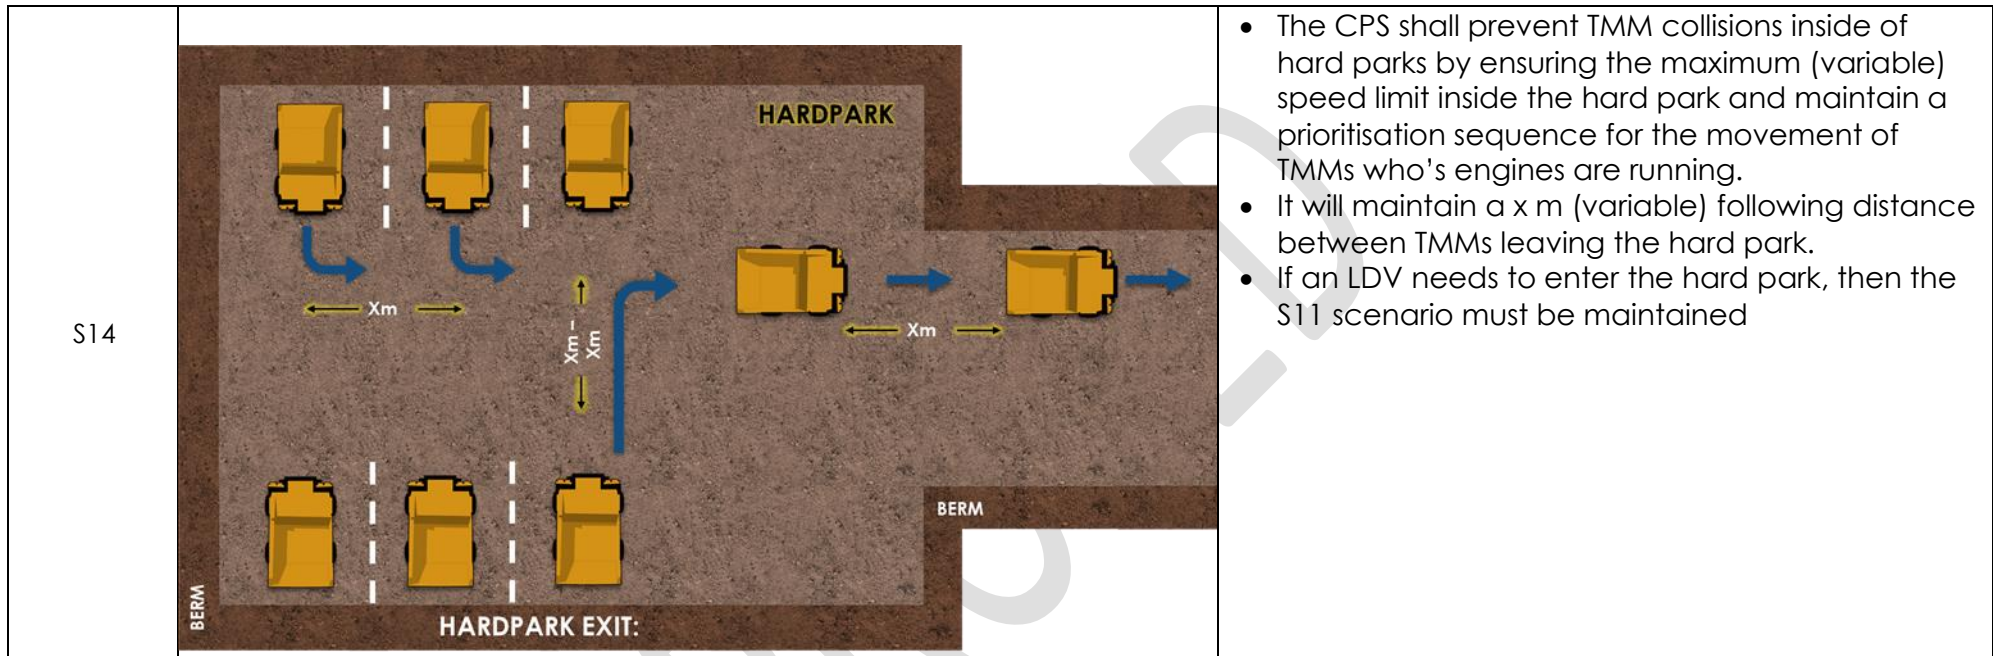 S14
HARDPARK
Xm
Xm –
Xm
Xm
BERM
BERM
HARDPARK EXIT:
• The CPS shall prevent TMM collisions inside of
hard parks by ensuring the maximum (variable)
speed limit inside the hard park and maintain a
prioritisation sequence for the movement of
TMMs who's engines are running.
• It will maintain a x m (variable) following distance
between TMMs leaving the hard park.
• If an LDV needs to enter the hard park, then the
S11 scenario must be maintained